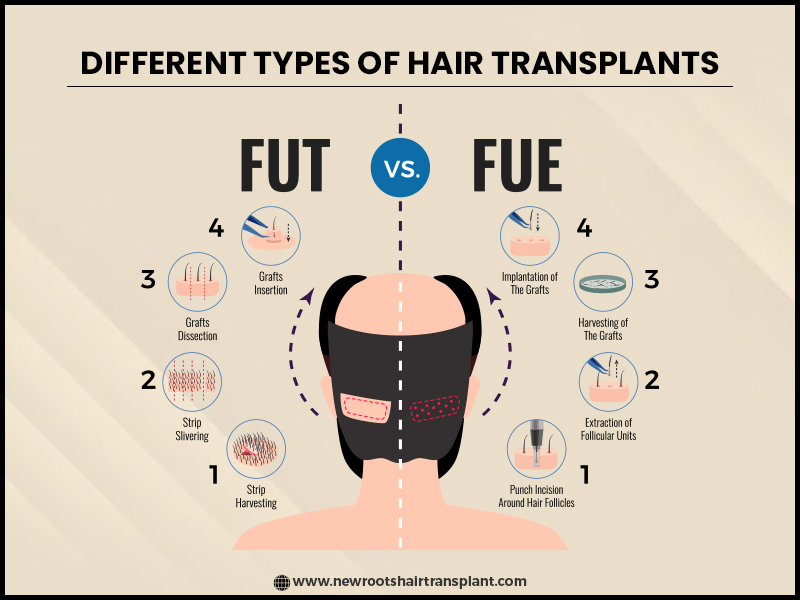 DIFFERENT TYPES OF HAIR TRANSPLANTS
FUT
VS.
FUE
4
Grafts
Insertion
3
Grafts
Dissection
2
Strip
Slivering
1
Strip
Harvesting
4
Implantation of
The Grafts
3
Harvesting of
The Grafts
2
Extraction of
Follicular Units
1
Punch Incision
Around Hair Follicles
www.newrootshairtransplant.com